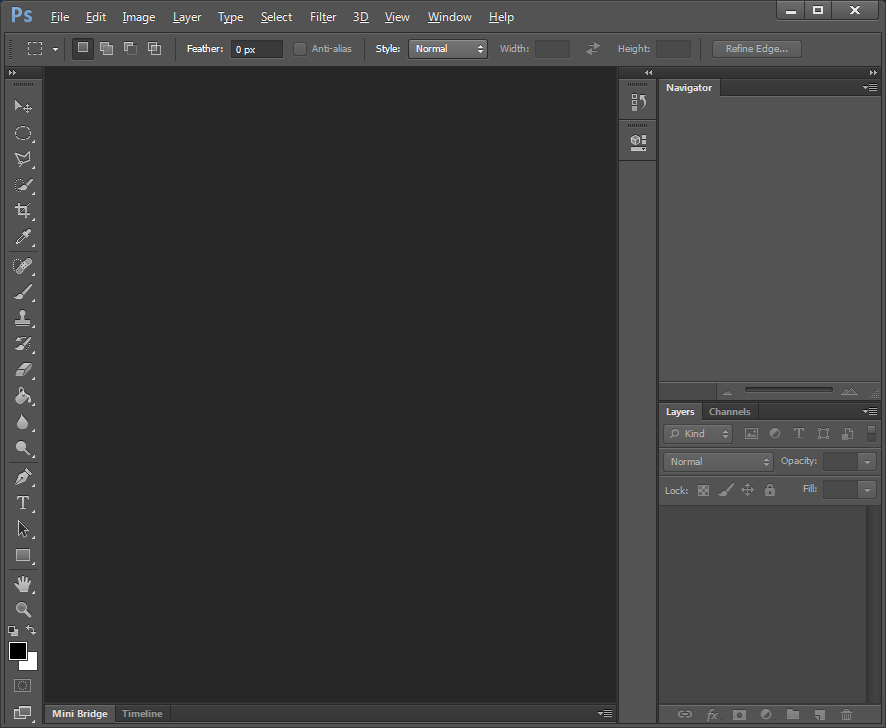 Ps File Edit Image Layer Type Select Filter 3D View Window Help
Feather: 0 px Anti-alias Style: Normal Width: Height: Refine Edge...
Navigator
Layers Channels
Kind T
Normal Opacity:
Lock: Fill:
T
Mini Bridge Timeline
fx